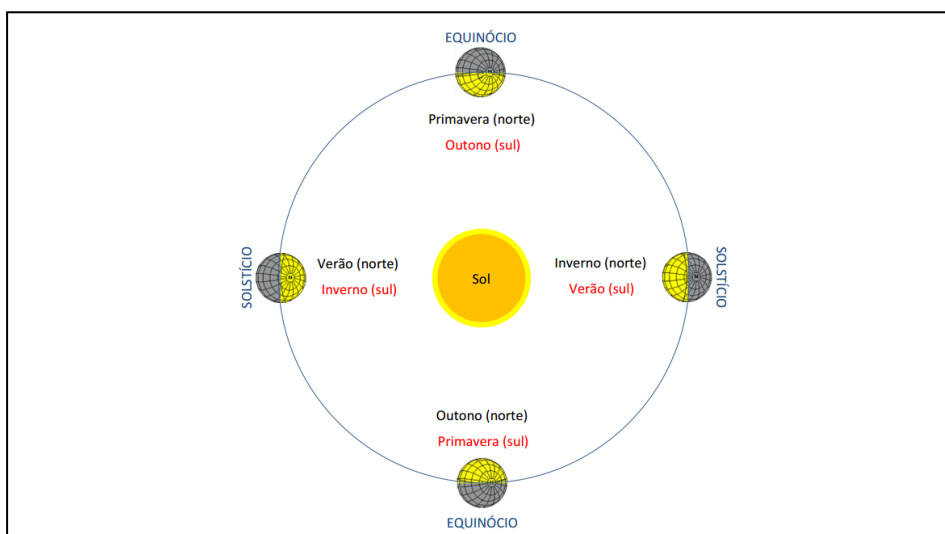 EQUINÓCIO
Primavera (norte)
Outono (sul)
SOLSTÍCIO
Verão (norte)
Inverno (sul)
Sol
Inverno (norte)
Verão (sul)
SOLSTÍCIO
Outono (norte)
Primavera (sul)
EQUINÓCIO